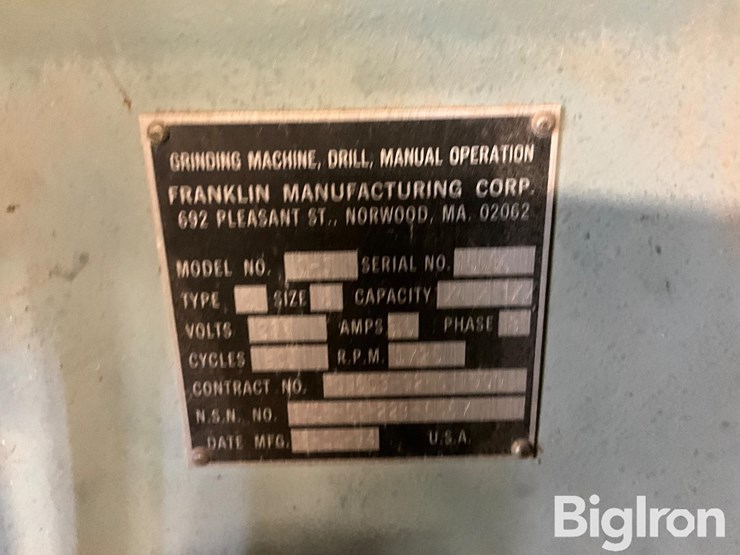 GRINDING MACHINE, DRILL, MANUAL OPERATION
FRANKLIN MANUFACTURING CORP.
692 PLEASANT ST., NORWOOD, MA. 02062
MODEL NO. SERIAL NO.
TYPE SIZE CAPACITY
VOLTS AMPS PHASE
CYCLES R.P.M.
CONTRACT NO.
N.S.N. NO.
DATE MFG. U.S.A.
BigIron